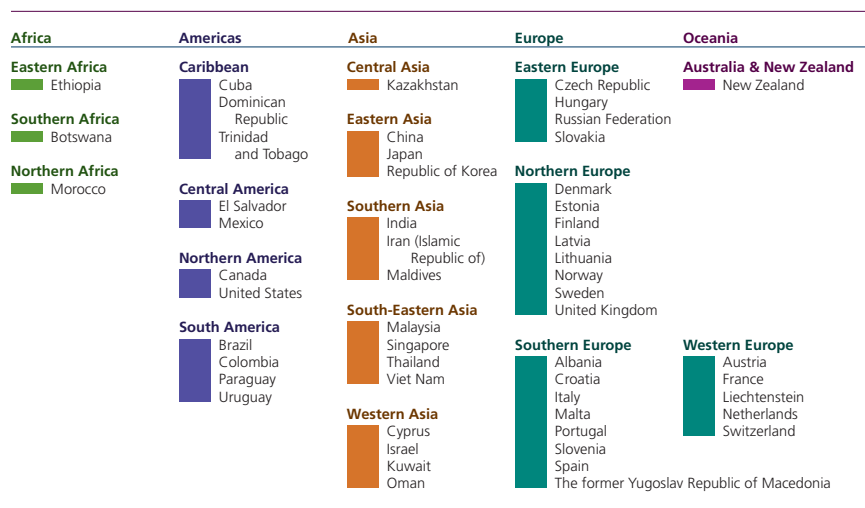 Africa
Eastern Africa
Ethiopia
Southern Africa
Botswana
Northern Africa
Morocco
Americas
Caribbean
Cuba
Dominican
Republic
Trinidad
and Tobago
Central America
El Salvador
Mexico
Northern America
Canada
United States
South America
Brazil
Colombia
Paraguay
Uruguay
Asia
Central Asia
Kazakhstan
Eastern Asia
China
Japan
Republic of Korea
Southern Asia
India
Iran (Islamic
Republic of)
Maldives
South-Eastern Asia
Malaysia
Singapore
Thailand
Viet Nam
Western Asia
Cyprus
Israel
Kuwait
Oman
Europe
Eastern Europe
Czech Republic
Hungary
Russian Federation
Slovakia
Northern Europe
Denmark
Estonia
Finland
Latvia
Lithuania
Norway
Sweden
United Kingdom
Southern Europe
Albania
Croatia
Italy
Malta
Portugal
Slovenia
Spain
The former Yugoslav Republic of Macedonia
Oceania
Australia & New Zealand
New Zealand
Western Europe
Austria
France
Liechtenstein
Netherlands
Switzerland